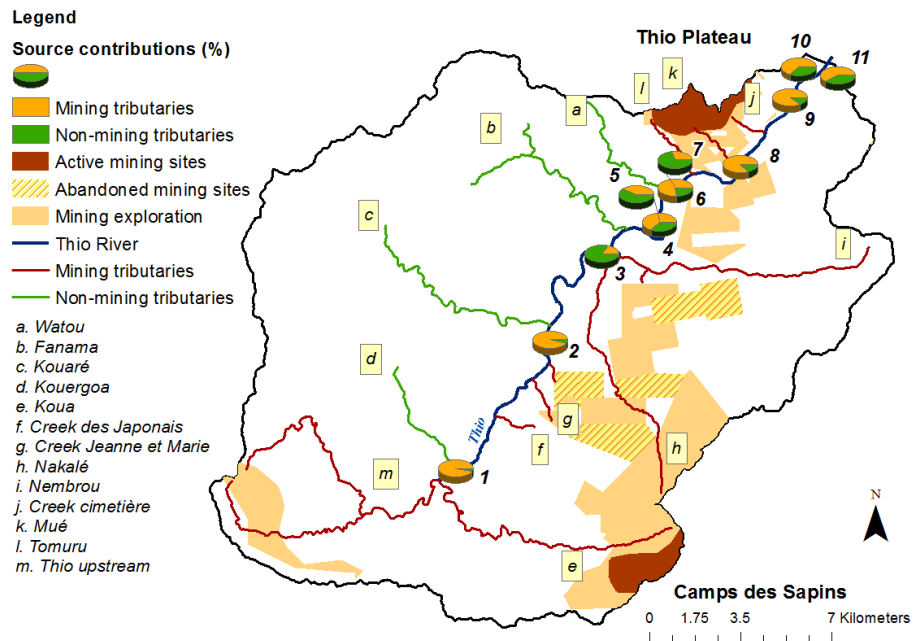 Legend
Source contributions (%)
Mining tributaries
Non-mining tributaries
Active mining sites
Abandoned mining sites
Mining exploration
Thio River
Mining tributaries
Non-mining tributaries
a. Watou
b. Fanama
c. Kouaré
d. Kouergoa
e. Koua
f. Creek des Japonais
g. Creek Jeanne et Marie
h. Nakalé
i. Nembrou
j. Creek cimetière
k. Mué
l. Tomuru
m. Thio upstream
Thio Plateau
10
11
k
l
j
a
9
b
7
8
5
6
c
4
i
3
2
d
Thio
g
f
h
m
1
e
N
Camps des Sapins
0 1.75 3.5 7 Kilometers